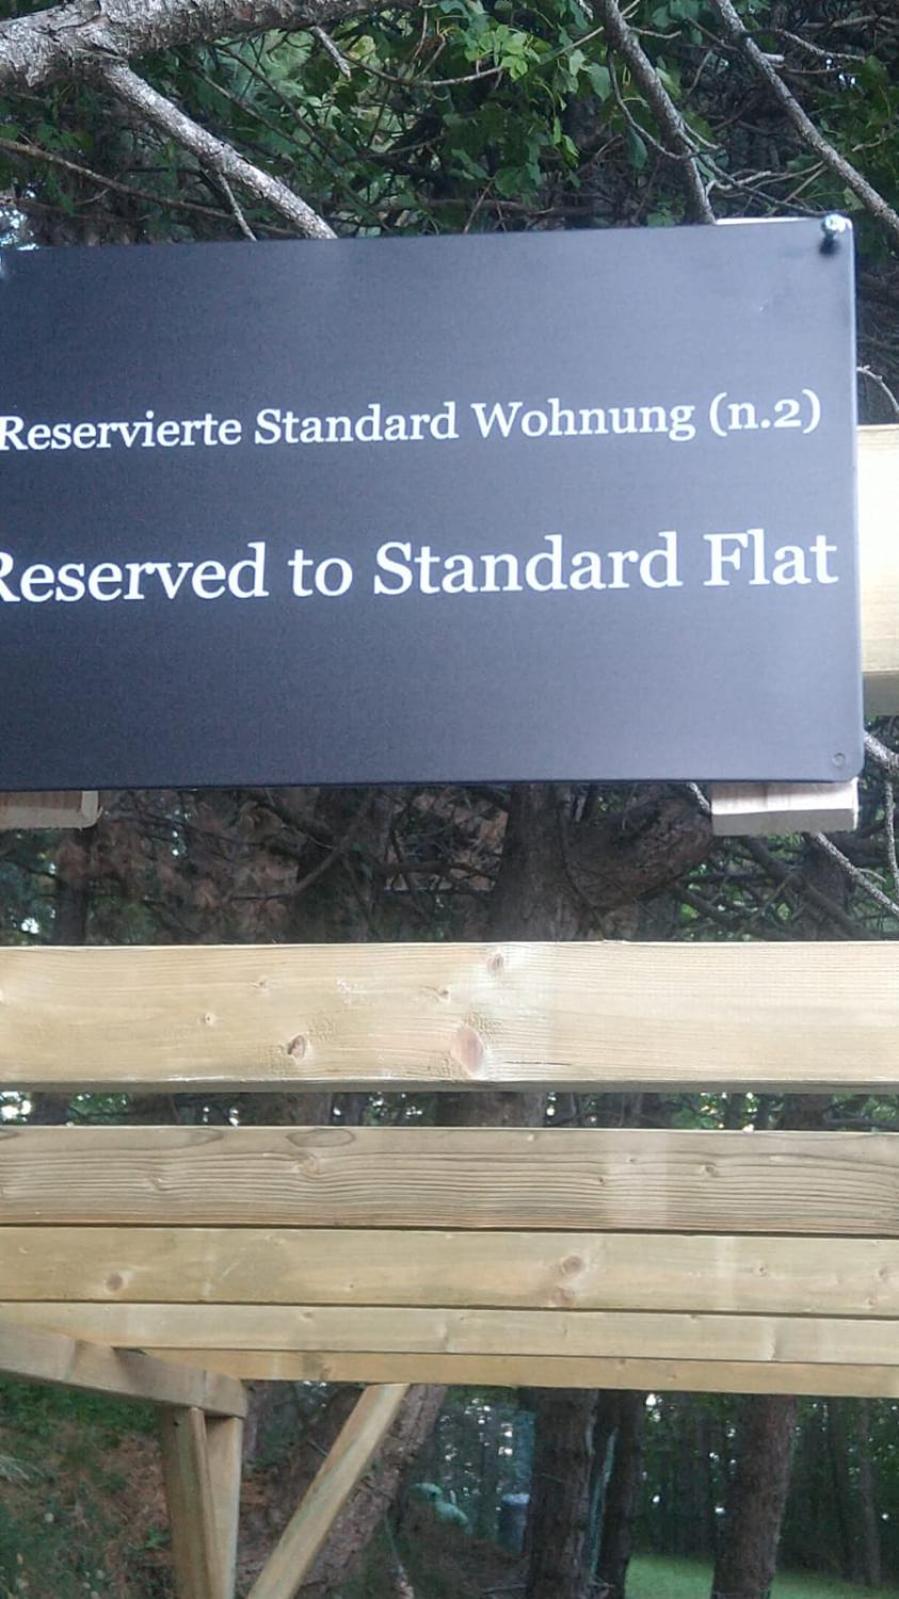 Reservierte Standard Wohnung (n.2)
Reserved to Standard Flat